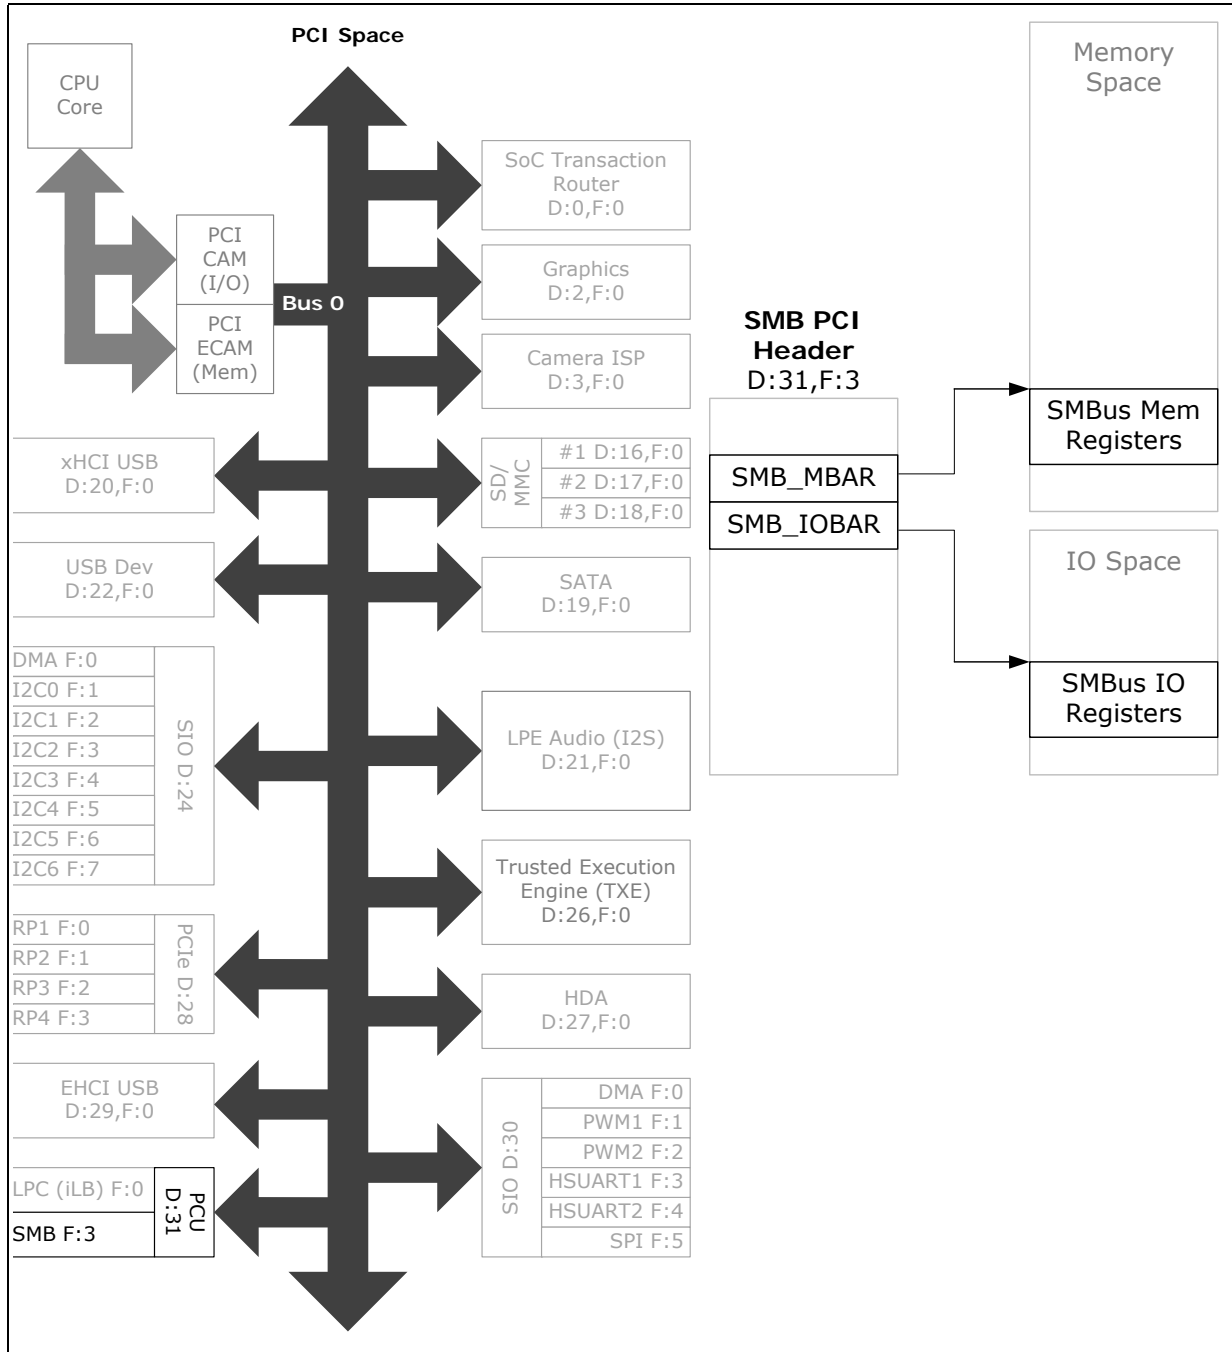 PCI Space
CPU
Core
PCI
CAM
(I/O)
PCI
ECAM
(Mem)
Bus 0
SoC Transaction
Router
D:0,F:0
Graphics
D:2,F:0
Camera ISP
D:3,F:0
xHCI USB
D:20,F:0
SD/
MMC
#1 D:16,F:0
#2 D:17,F:0
#3 D:18,F:0
USB Dev
D:22,F:0
SATA
D:19,F:0
DMA F:0
I2C0 F:1
I2C1 F:2
I2C2 F:3
I2C3 F:4
I2C4 F:5
I2C5 F:6
I2C6 F:7
SIO D:24
LPE Audio (I2S)
D:21,F:0
Trusted Execution
Engine (TXE)
D:26,F:0
RP1 F:0
RP2 F:1
RP3 F:2
RP4 F:3
PCIe D:28
HDA
D:27,F:0
EHCI USB
D:29,F:0
SIO D:30
DMA F:0
PWM1 F:1
PWM2 F:2
HSUART1 F:3
HSUART2 F:4
SPI F:5
LPC (iLB) F:0
SMB F:3
PCU
D:31
SMB PCI
Header
D:31,F:3
SMB_MBAR
SMB_IOBAR
Memory
Space
SMBus Mem
Registers
IO Space
SMBus IO
Registers